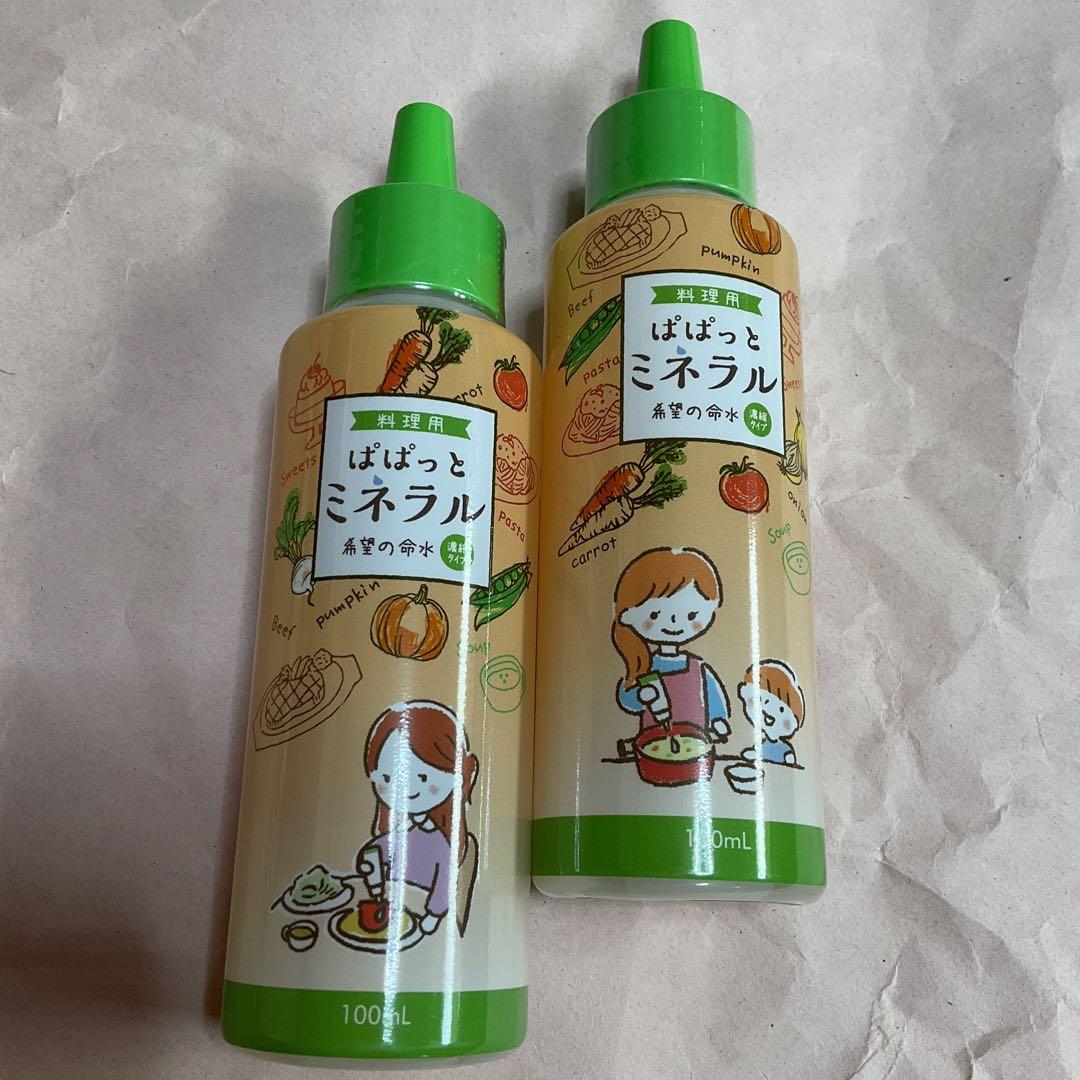 料理用
ぱぱっと
ミネラル
希望の命水
濃縮
タイプ
Sweets
pasta
pumpkin
Beef
Soup
100mL
pumpkin
Beef
料理用
ぱぱっと
ミネラル
希望の命水
濃縮
タイプ
pasta
carrot
onion
Soup